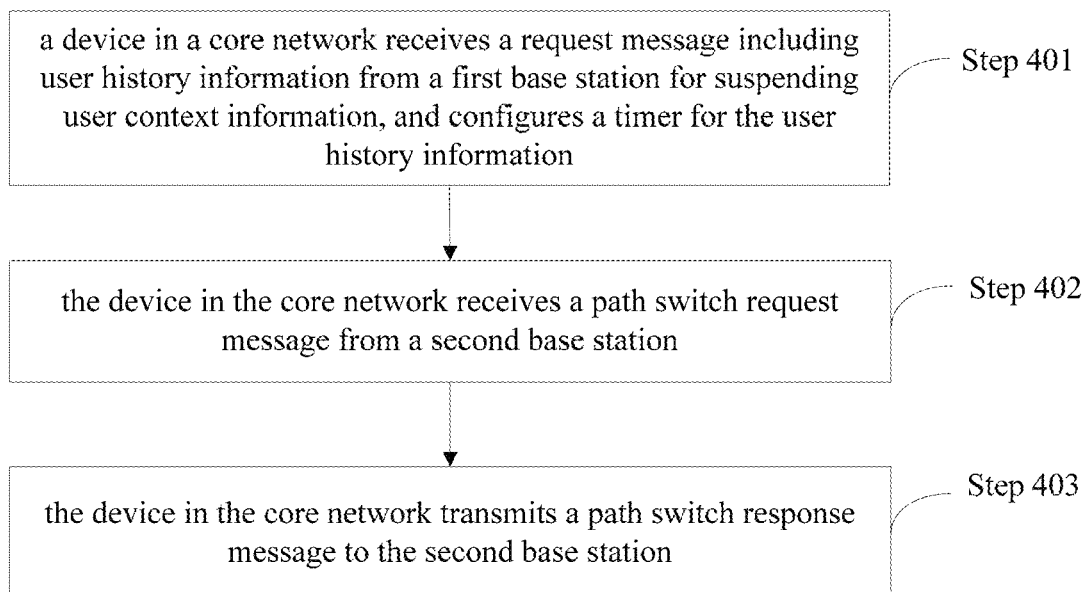 a device in a core network receives a request message including
user history information from a first base station for suspending
user context information, and configures a timer for the user
history information
Step 401
the device in the core network receives a path switch request
message from a second base station
Step 402
the device in the core network transmits a path switch response
message to the second base station
Step 403